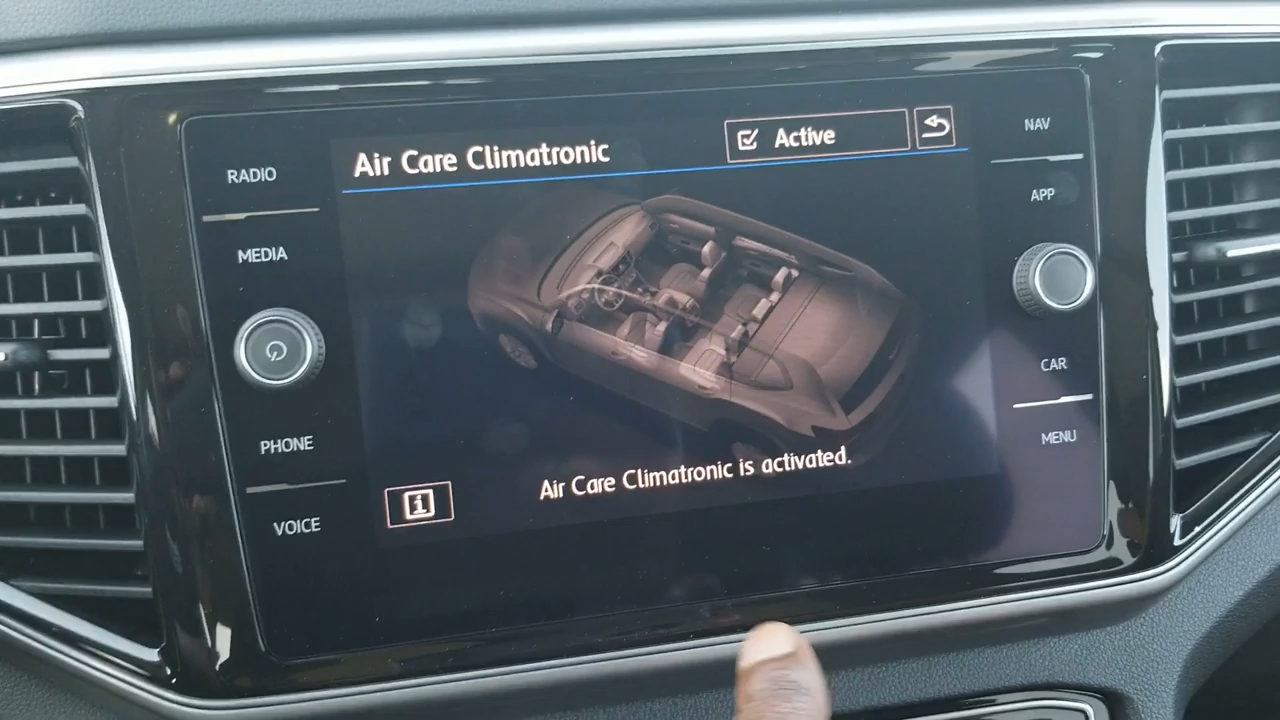 RADIO
MEDIA
PHONE
VOICE
Air Care Climatronic
Active
Air Care Climatronic is activated.
i
NAV
APP
CAR
MENU